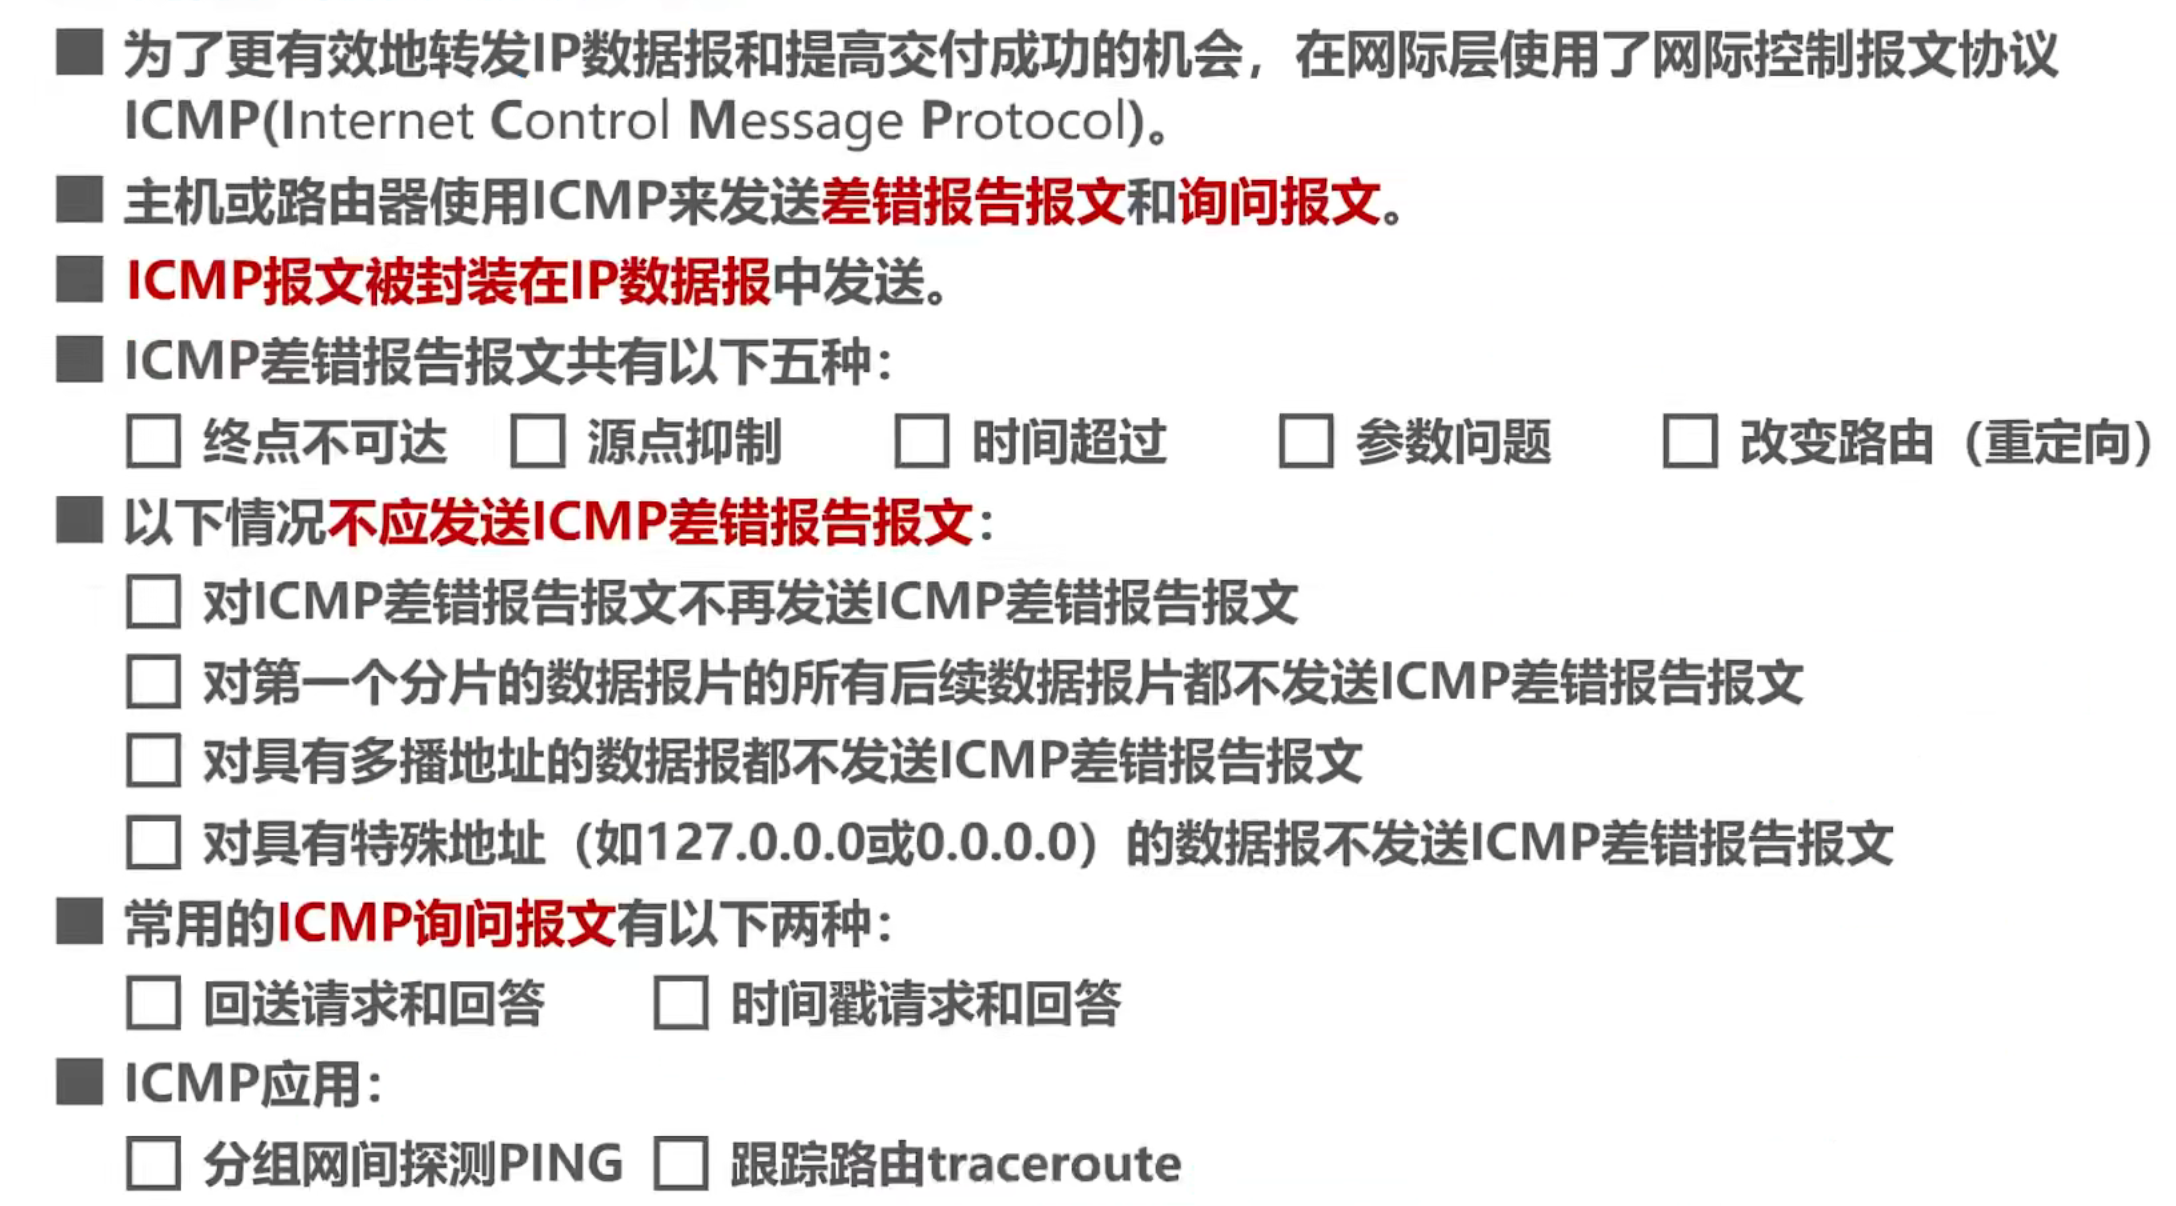 为了更有效地转发IP数据报和提高交付成功的机会，在网际层使用了网际控制报文协议
ICMP(Internet Control Message Protocol)。
主机或路由器使用ICMP来发送差错报告报文和询问报文。
ICMP报文被封装在IP数据报中发送。
ICMP差错报告报文共有以下五种：
终点不可达 源点抑制 时间超过 参数问题 改变路由（重定向）
以下情况不应发送ICMP差错报告报文：
对ICMP差错报告报文不再发送ICMP差错报告报文
对第一个分片的数据报片的所有后续数据报片都不发送ICMP差错报告报文
对具有多播地址的数据报都不发送ICMP差错报告报文
对具有特殊地址（如127.0.0.0或0.0.0.0）的数据报不发送ICMP差错报告报文
常用的ICMP询问报文有以下两种：
回送请求和回答 时间戳请求和回答
ICMP应用：
分组网间探测PING 跟踪路由traceroute